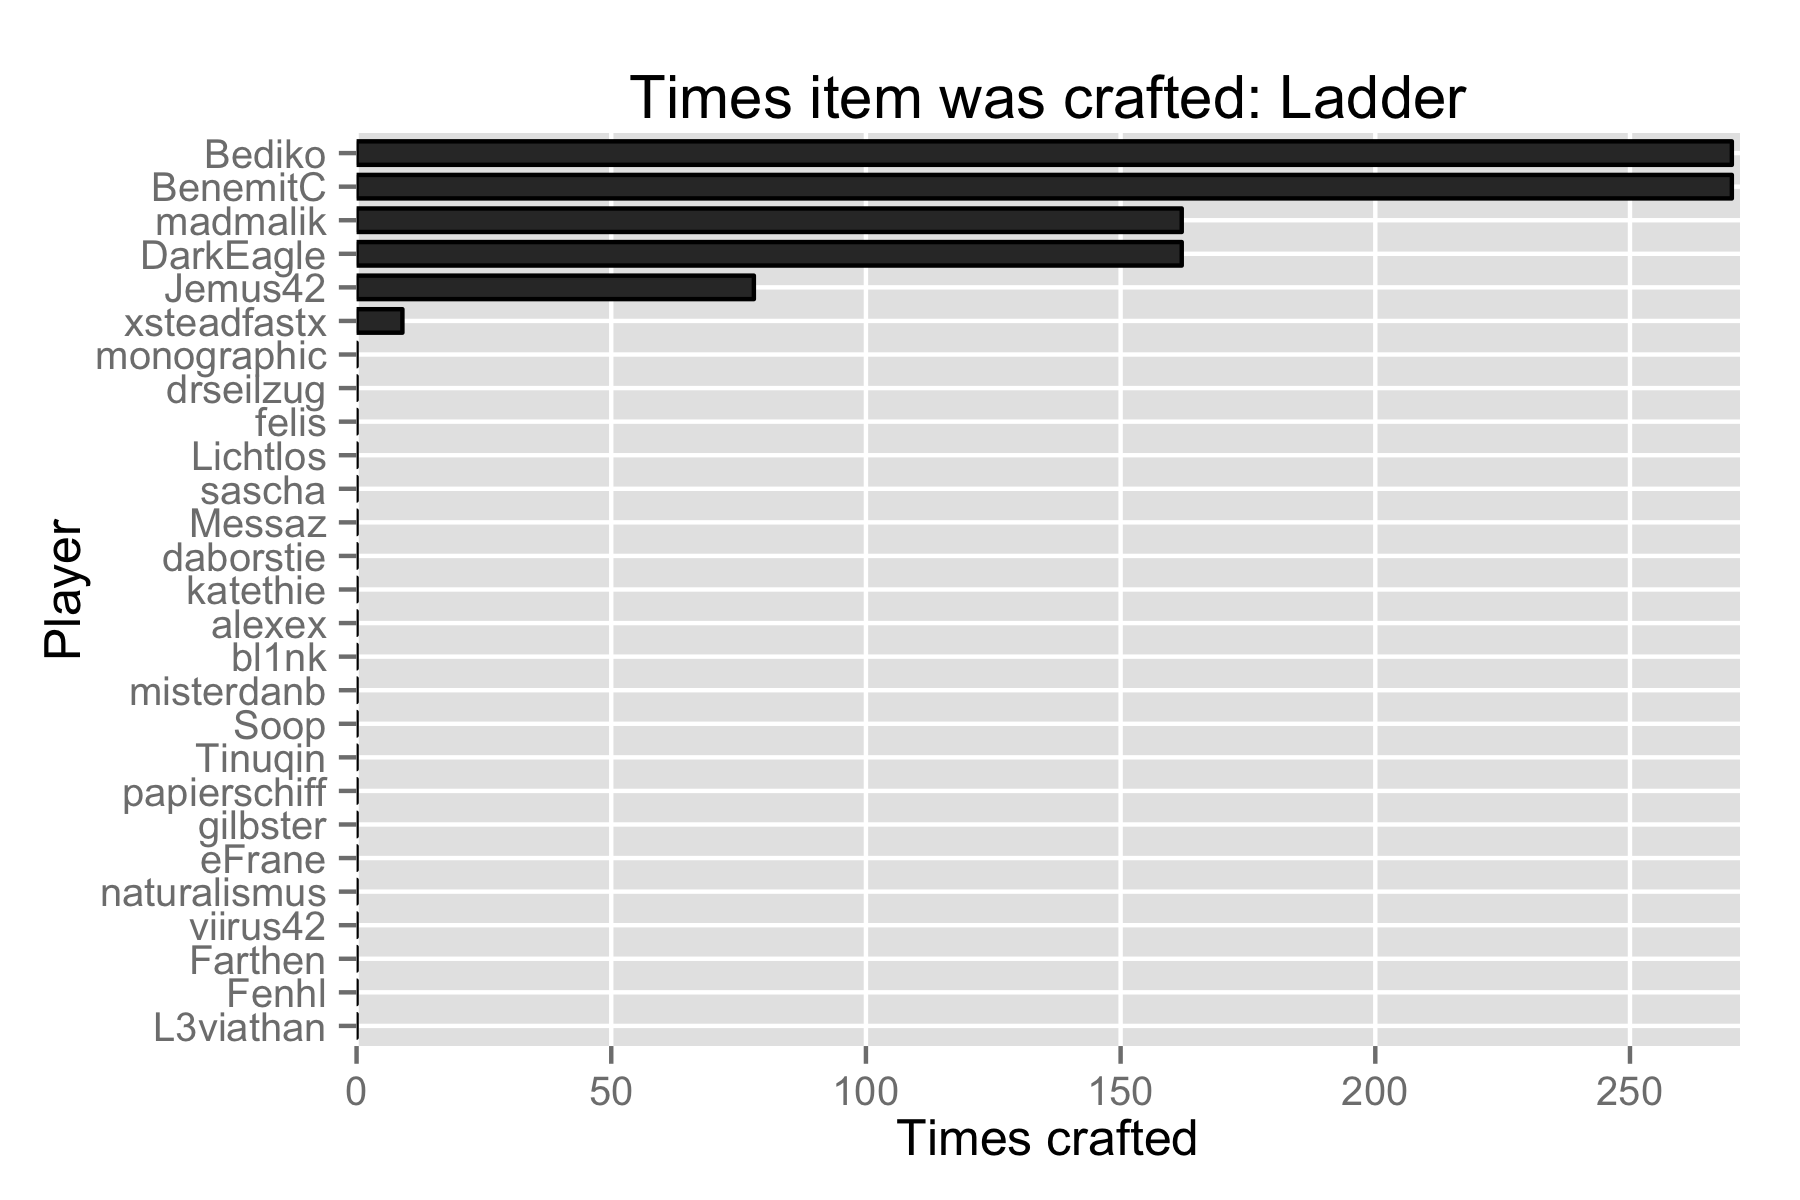 Times item was crafted: Ladder
Bediko
BenemitC
madmalik
DarkEagle
Jemus42
xsteadfastx
monographic
drseilzug
felis
Lichtlos
sascha
Messaz
daborstie
katethie
alexex
bl1nk
misterdanb
Soop
Tinuqin
papierschiff
gilbster
eFrane
naturalismus
viirus42
Farthen
Fenhl
L3viathan
Player
0 50 100 150 200 250
Times crafted